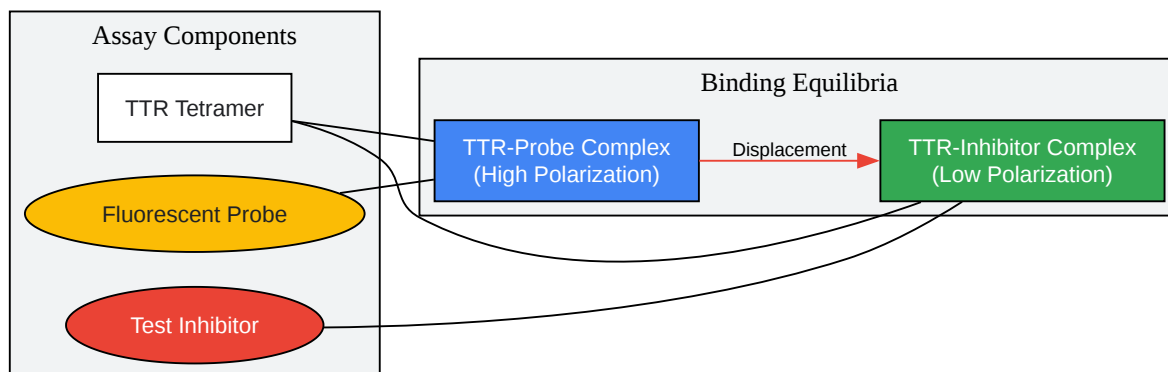 Assay Components
TTR Tetramer
Fluorescent Probe
Test Inhibitor
Binding Equilibria
TTR-Probe Complex
(High Polarization)
Displacement
TTR-Inhibitor Complex
(Low Polarization)